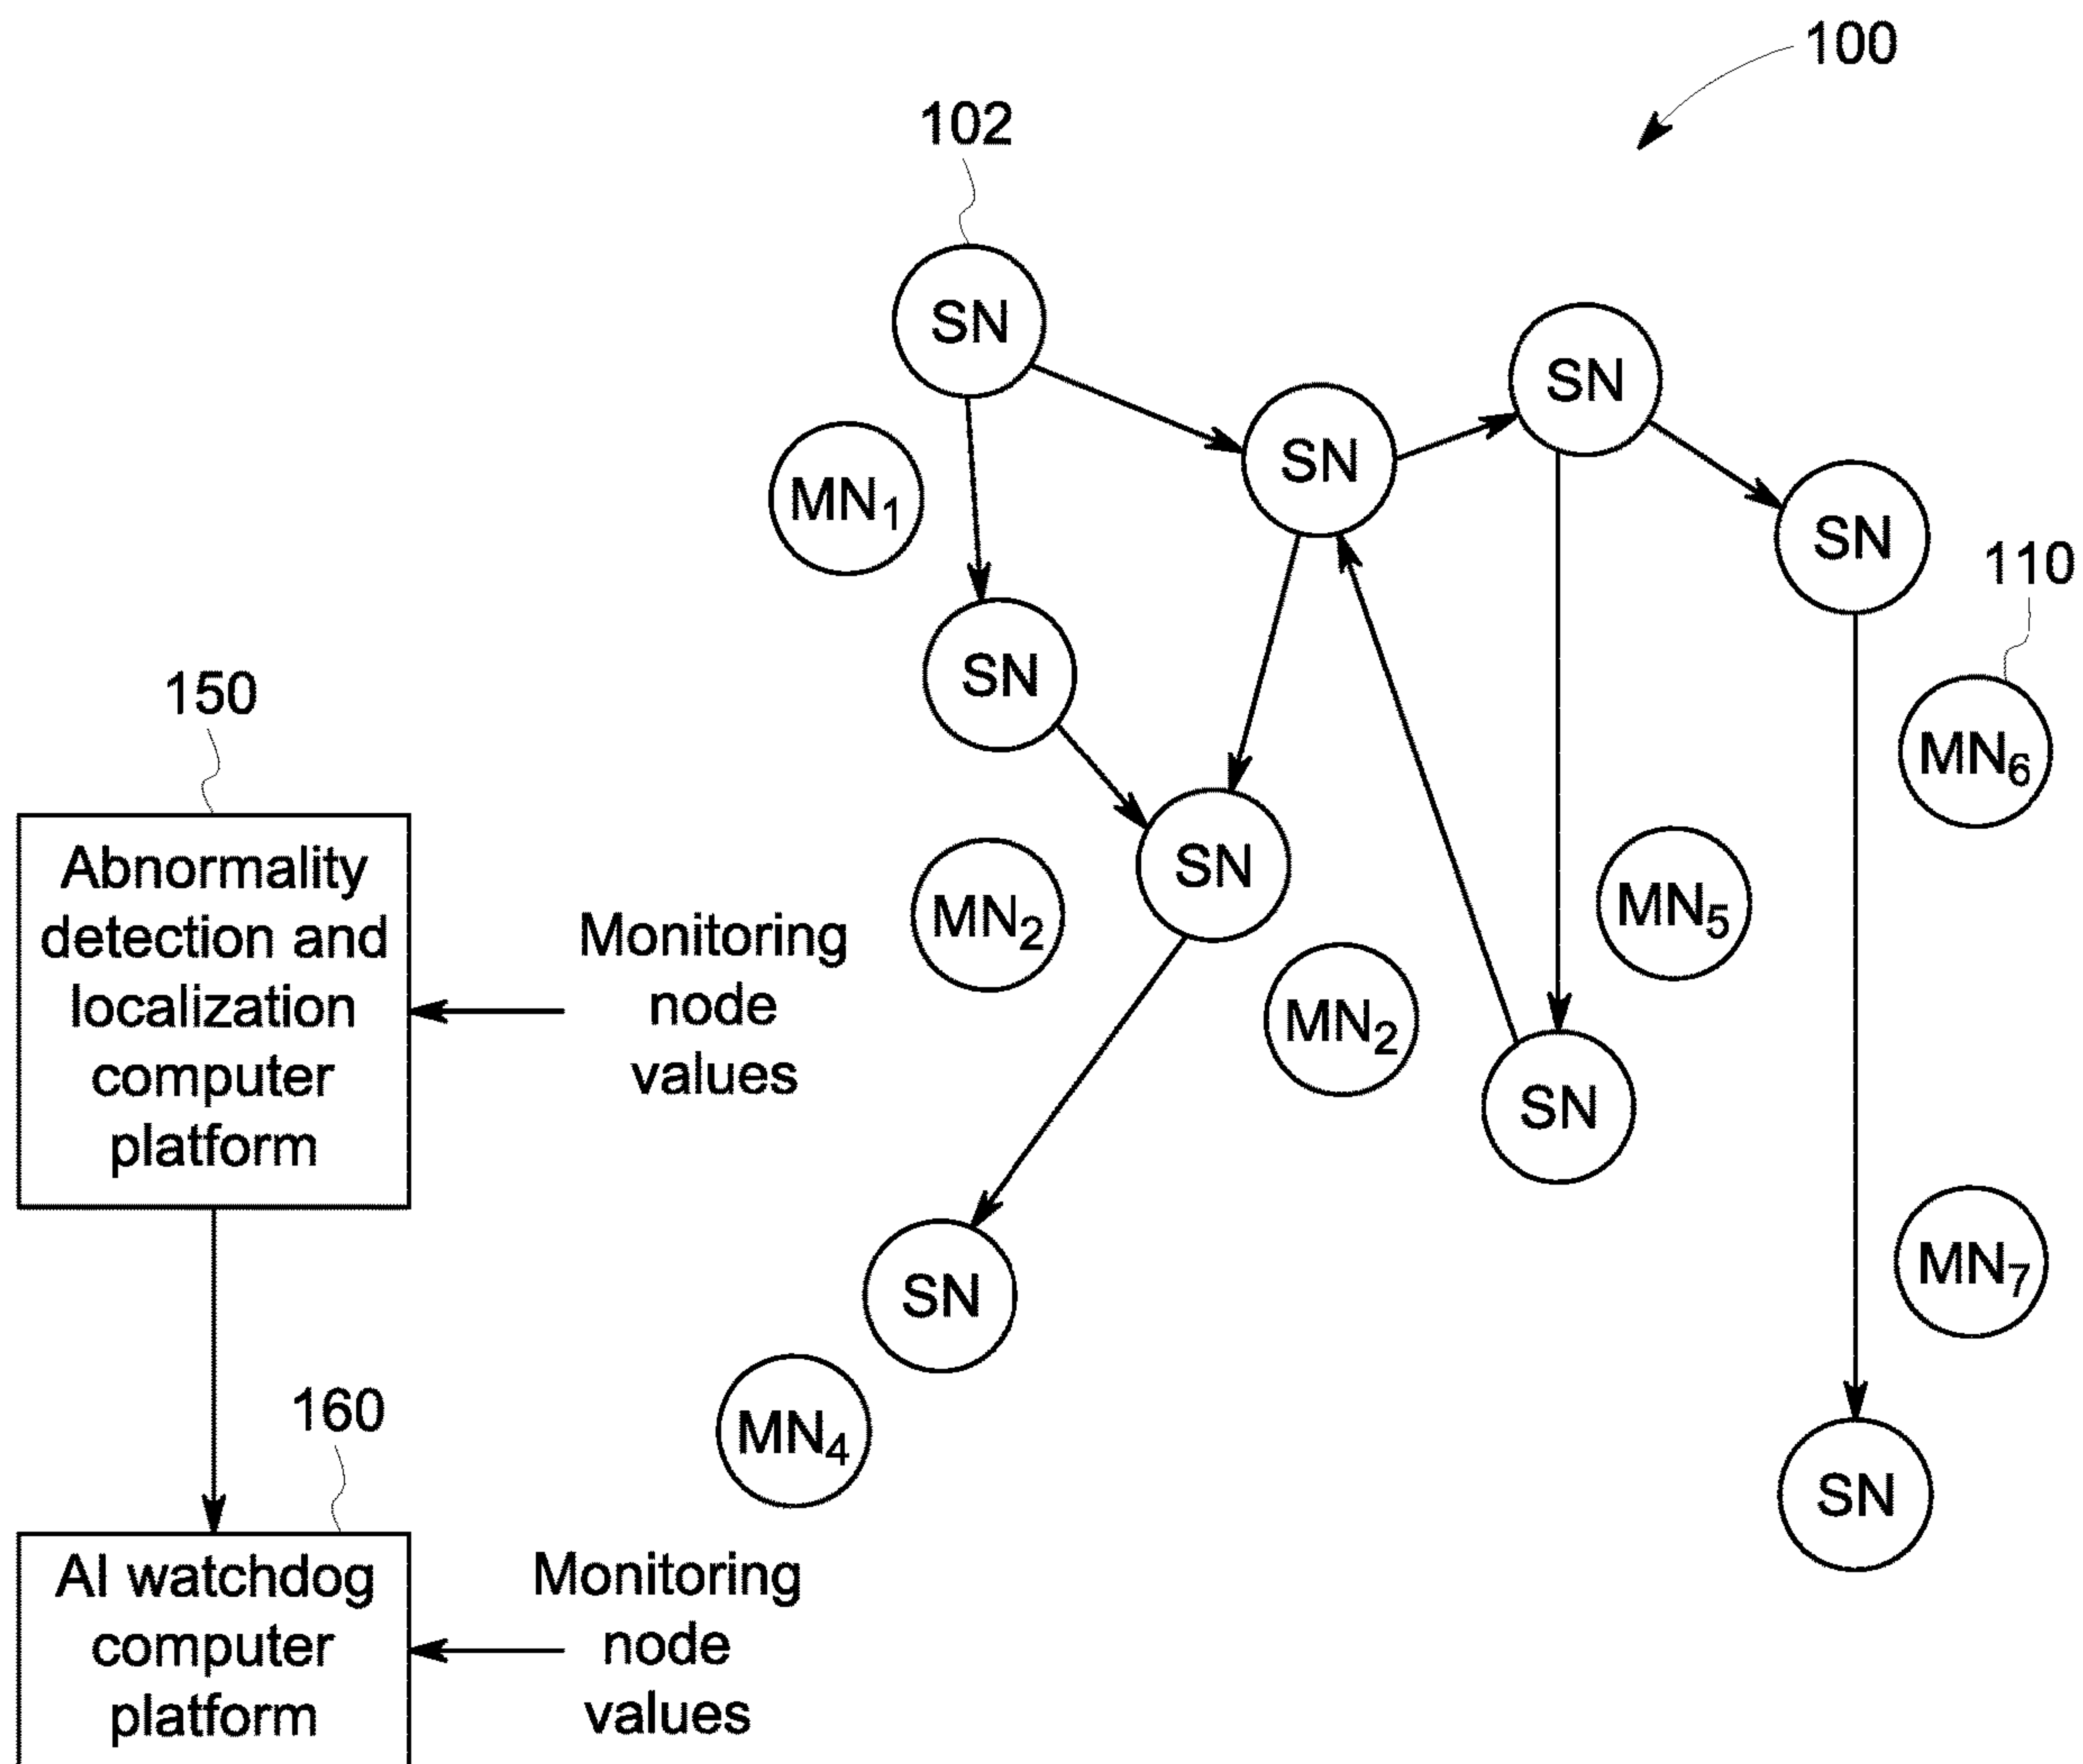 100
102
SN
SN
SN
MN1
SN
110
SN
150
MN6
Abnormality
detection and
localization
computer
platform
Monitoring
node
values
SN
MN2
MN5
MN2
SN
MN7
SN
160
MN4
SN
AI watchdog
computer
platform
Monitoring
node
values